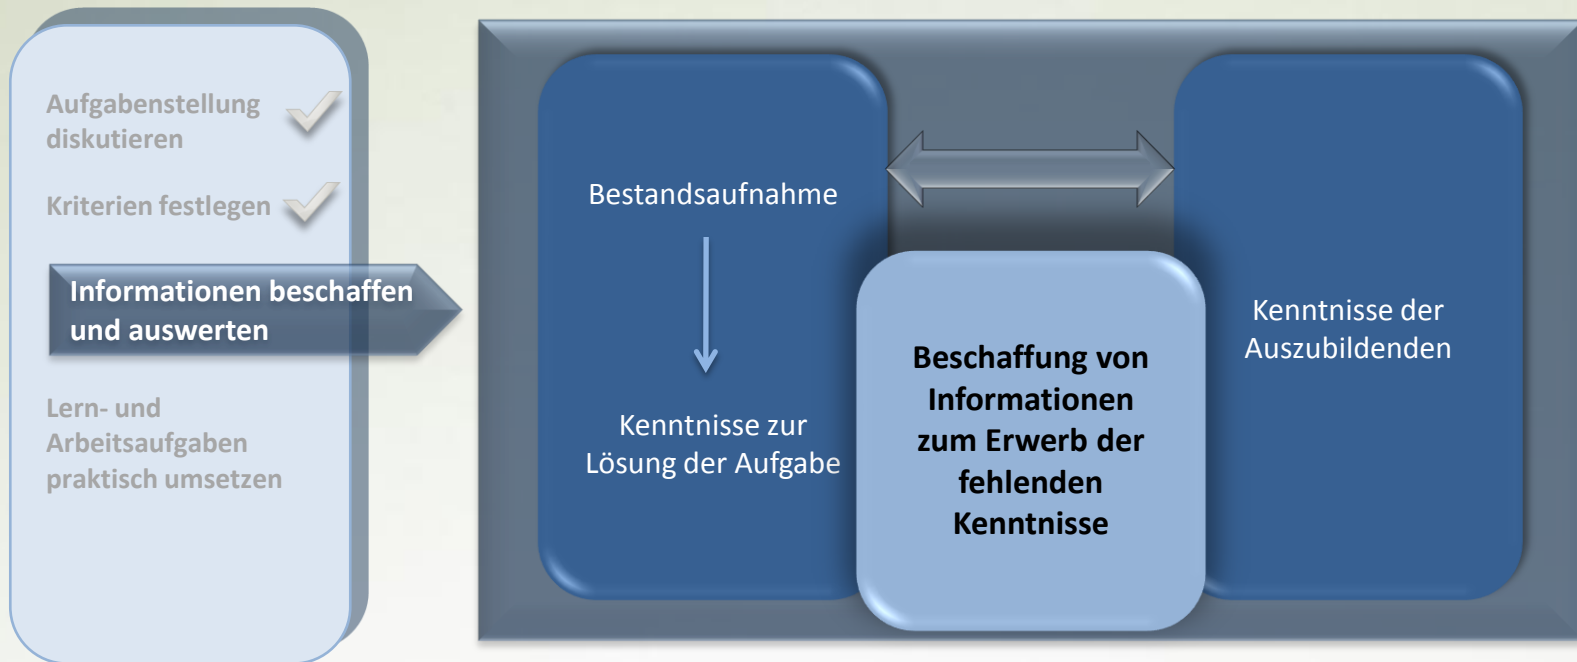 Aufgabenstellung
diskutieren
Kriterien festlegen
Informationen beschaffen
und auswerten
Lern- und
Arbeitsaufgaben
praktisch umsetzen
Bestandsaufnahme
Kenntnisse zur
Lösung der Aufgabe
Beschaffung von
Informationen
zum Erwerb der
fehlenden
Kenntnisse
Kenntnisse der
Auszubildenden